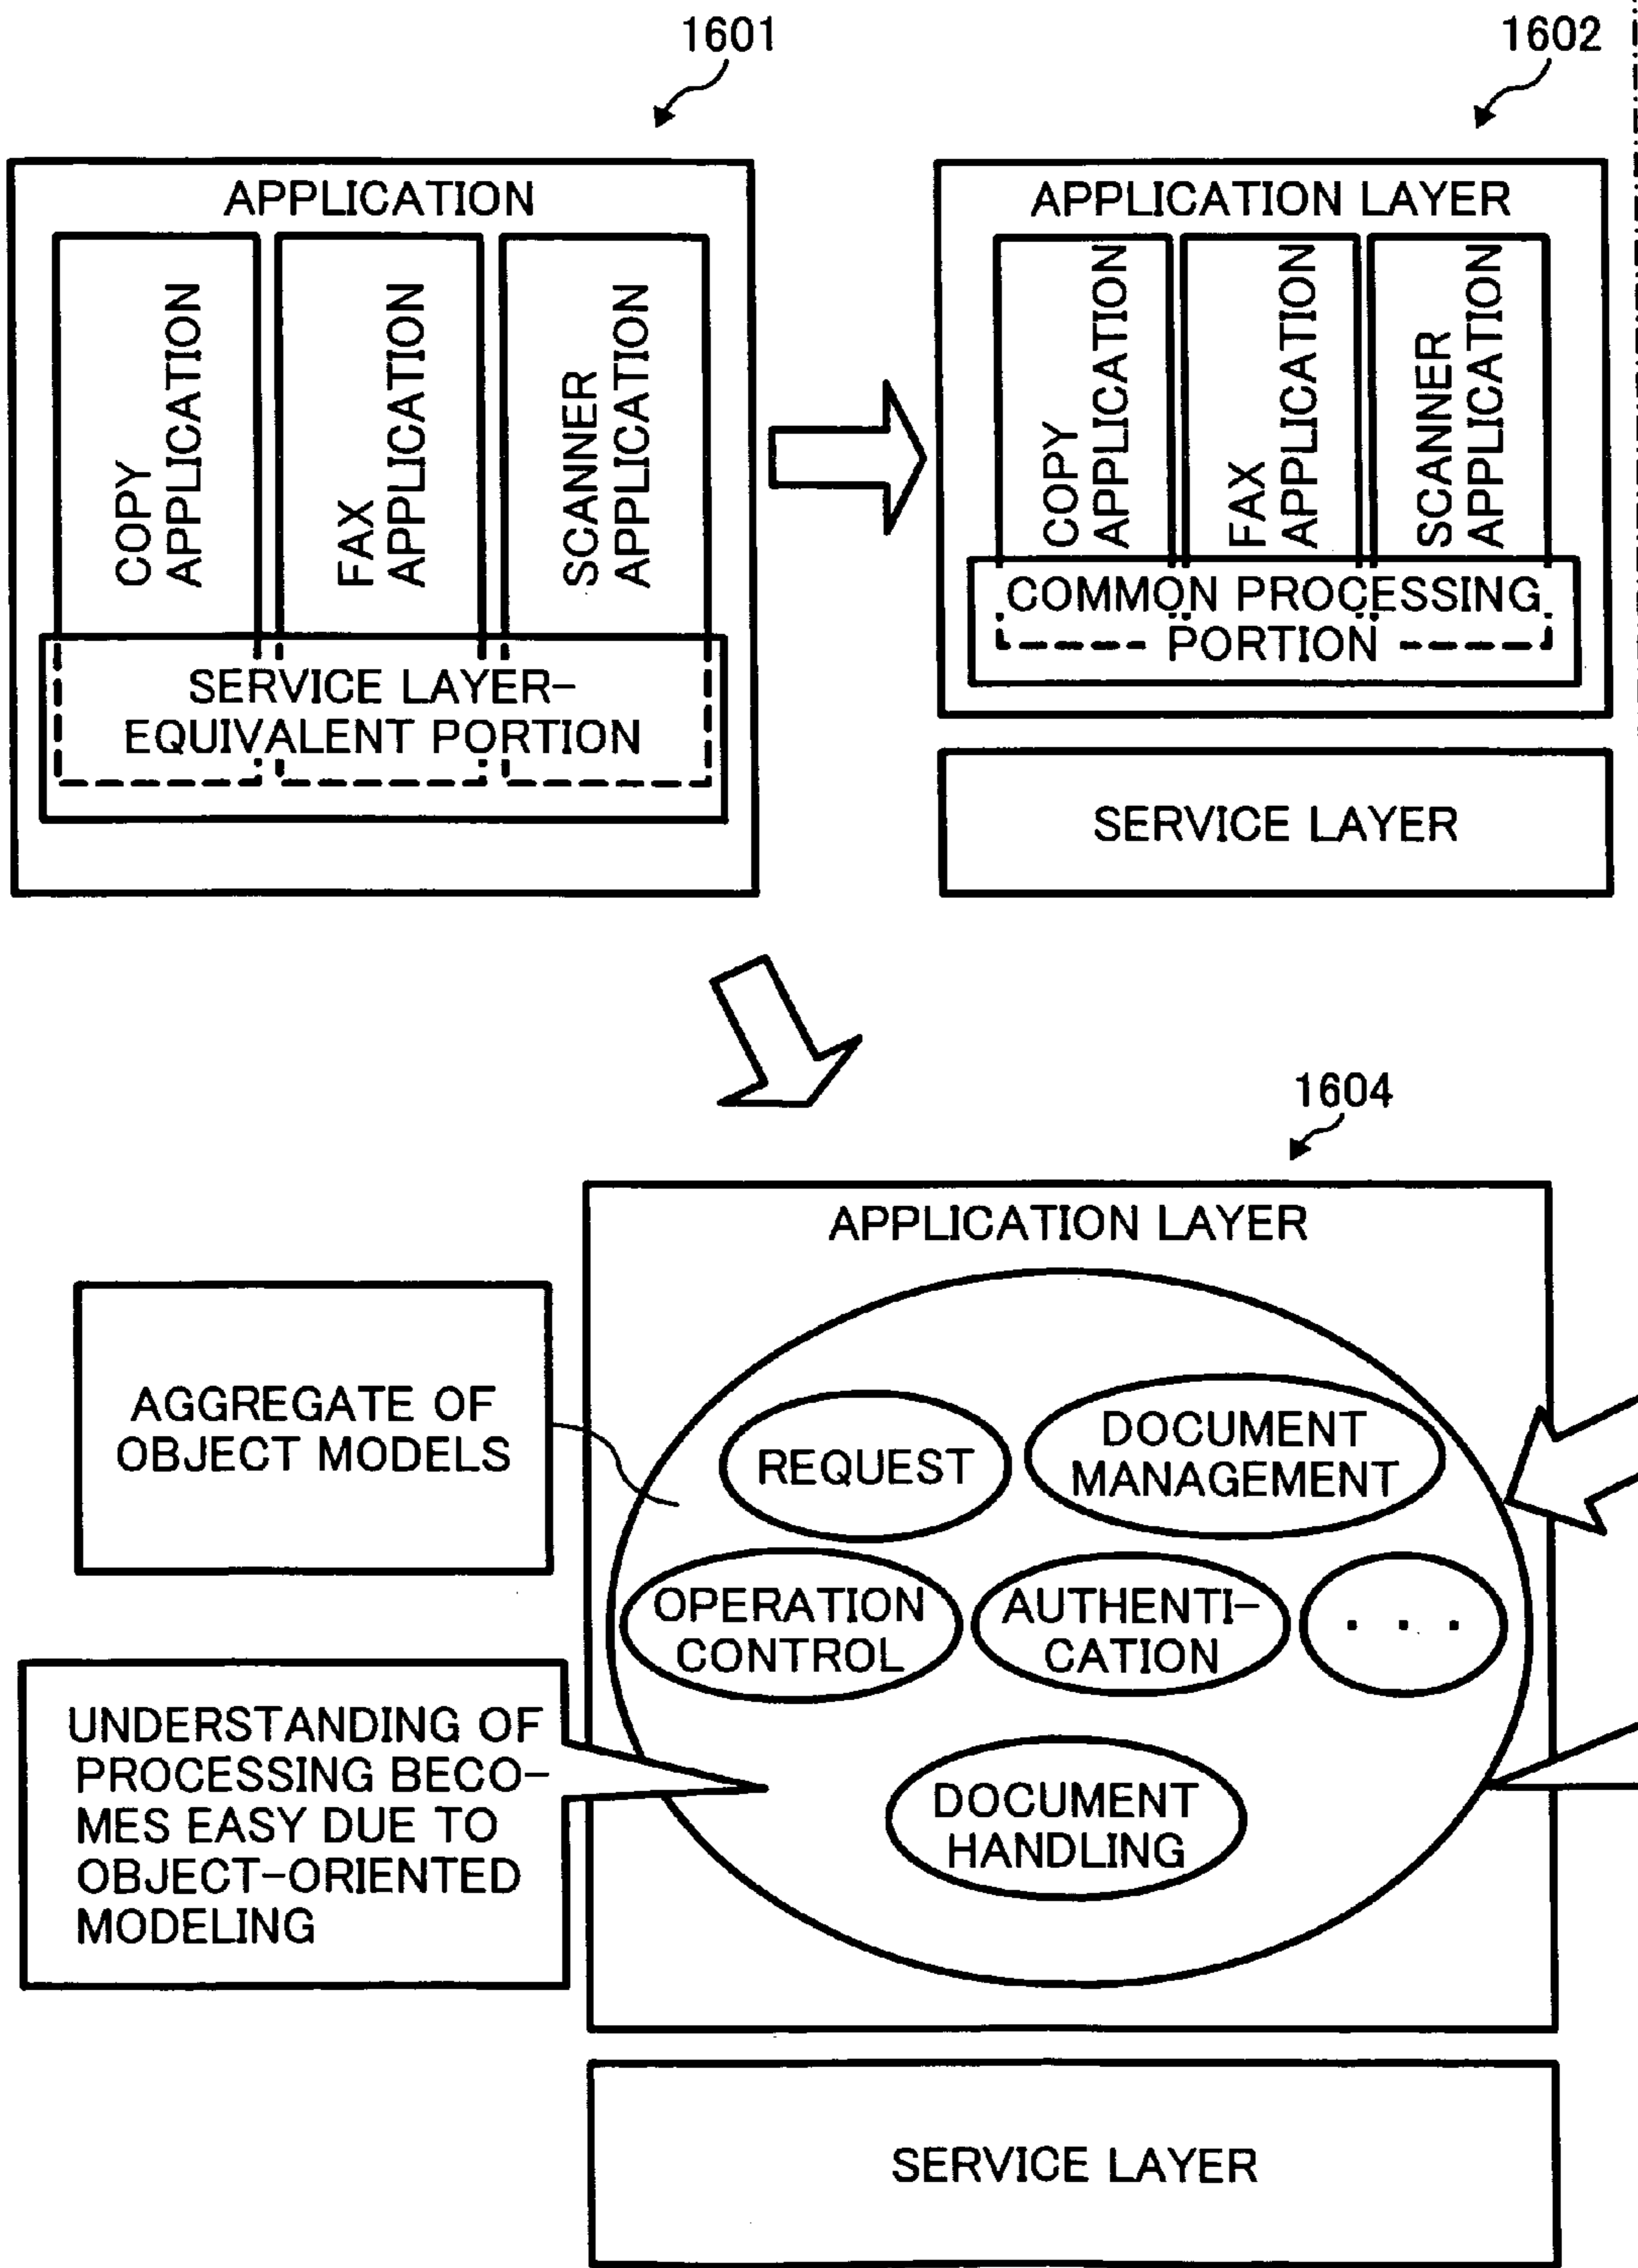 1601
1602
APPLICATION
COPY
APPLICATION
FAX
APPLICATION
SCANNER
APPLICATION
SERVICE LAYER-
EQUIVALENT PORTION
APPLICATION LAYER
COPY
APPLICATION
FAX
APPLICATION
SCANNER
APPLICATION
COMMON PROCESSING
PORTION
SERVICE LAYER
1604
APPLICATION LAYER
AGGREGATE OF
OBJECT MODELS
REQUEST
DOCUMENT
MANAGEMENT
OPERATION
CONTROL
AUTHENTI-
CATION
. . .
UNDERSTANDING OF
PROCESSING BECO-
MES EASY DUE TO
OBJECT-ORIENTED
MODELING
DOCUMENT
HANDLING
SERVICE LAYER